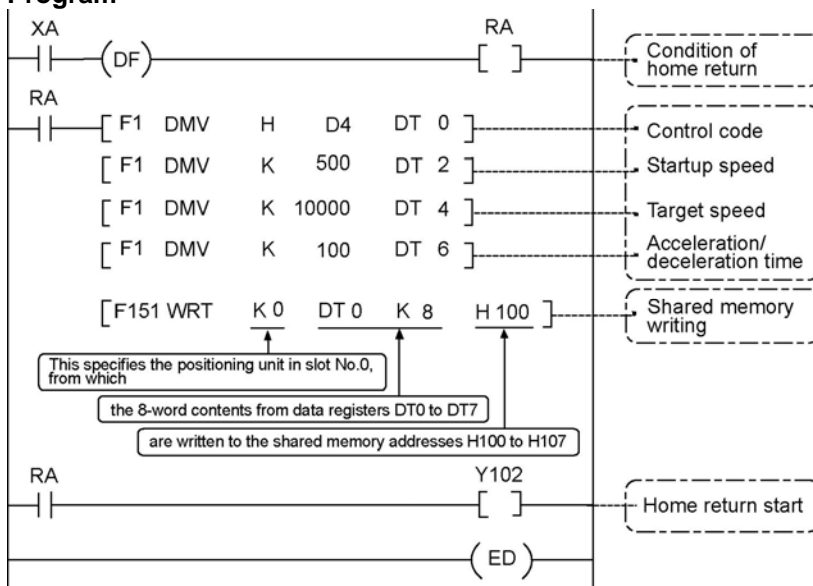 XA
RA
(DF)
[ ]
Condition of
home return
RA
[ F1 DMV H D4 DT 0 ]
Control code
[ F1 DMV K 500 DT 2 ]
Startup speed
[ F1 DMV K 10000 DT 4 ]
Target speed
[ F1 DMV K 100 DT 6 ]
Acceleration/
deceleration time
[F151 WRT K 0 DT 0 K 8 H 100 ]
Shared memory
writing
This specifies the positioning unit in slot No.0,
from which
the 8-word contents from data registers DT0 to DT7
are written to the shared memory addresses H100 to H107
RA
Y102
[ ]
Home return start
( ED )